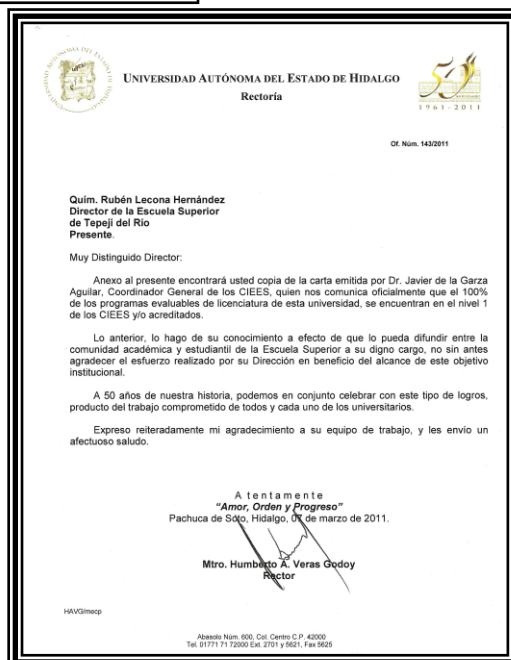 UNIVERSIDAD AUTÓNOMA DEL ESTADO DE HIDALGO
Rectoría
1961-2011
Of. Núm. 143/2011
Quím. Rubén Lecona Hernández
Director de la Escuela Superior
de Tepeji del Río
Presente.
Muy Distinguido Director:
Anexo al presente encontrará usted copia de la carta emitida por Dr. Javier de la Garza
Aguilar, Coordinador General de los CIEES, quien nos comunica oficialmente que el 100%
de los programas evaluables de licenciatura de esta universidad, se encuentran en el nivel 1
de los CIEES y/o acreditados.
Lo anterior, lo hago de su conocimiento a efecto de que lo pueda difundir entre la
comunidad académica y estudiantil de la Escuela Superior a su digno cargo, no sin antes
agradecer el esfuerzo realizado por su Dirección en beneficio del alcance de este objetivo
institucional.
A 50 años de nuestra historia, podemos en conjunto celebrar con este tipo de logros,
producto del trabajo comprometido de todos y cada uno de los universitarios.
Expreso reiteradamente mi agradecimiento a su equipo de trabajo, y les envío un
afectuoso saludo.
A t e n t a m e n t e
"Amor, Orden y Progreso"
Pachuca de Soto, Hidalgo, 07 de marzo de 2011.
Mtro. Humberto A. Veras Godoy
Rector
HAVG/mecp
Abasolo Núm. 600, Col. Centro C.P. 42000
Tel. 01771 71 72000 Ext. 2701 y 5621, Fax 5625